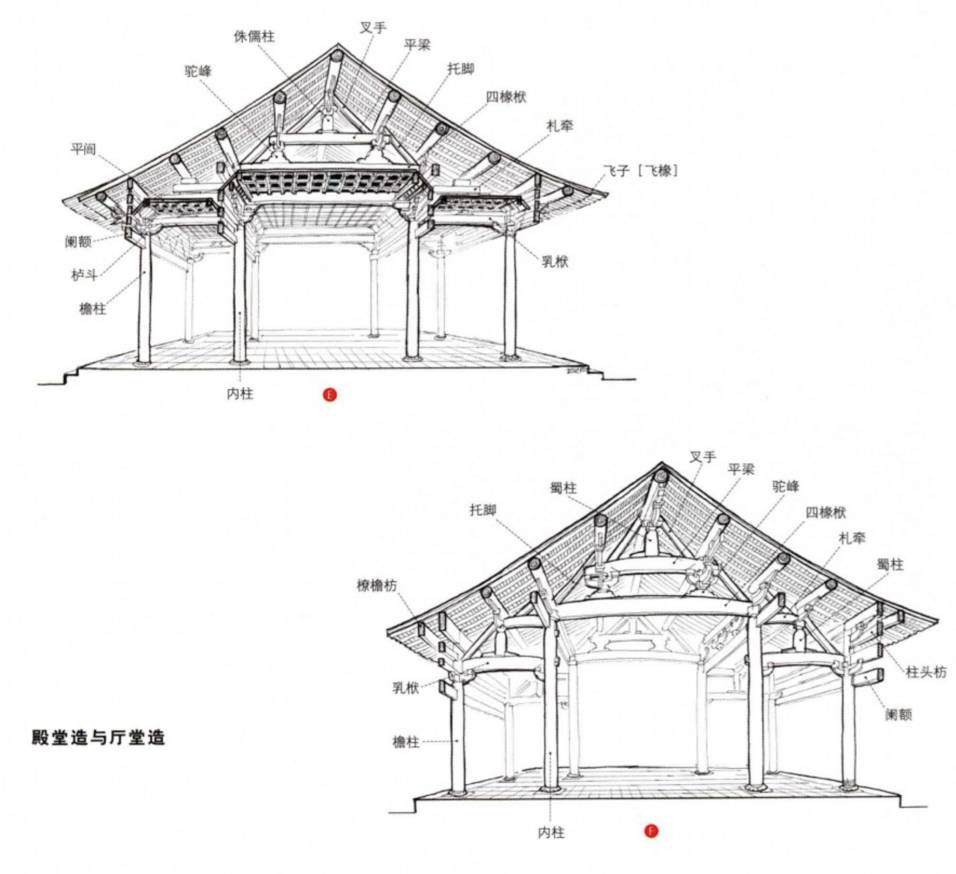 叉手
侏儒柱
平梁
驼峰
托脚
四椽栿
札牵
平闇
飞子［飞椽］
阑额
乳栿
栌斗
檐柱
内柱
E
叉手
平梁
蜀柱
驼峰
托脚
四椽栿
札牵
蜀柱
橑檐枋
柱头枋
乳栿
阑额
殿堂造与厅堂造
檐柱
内柱
F